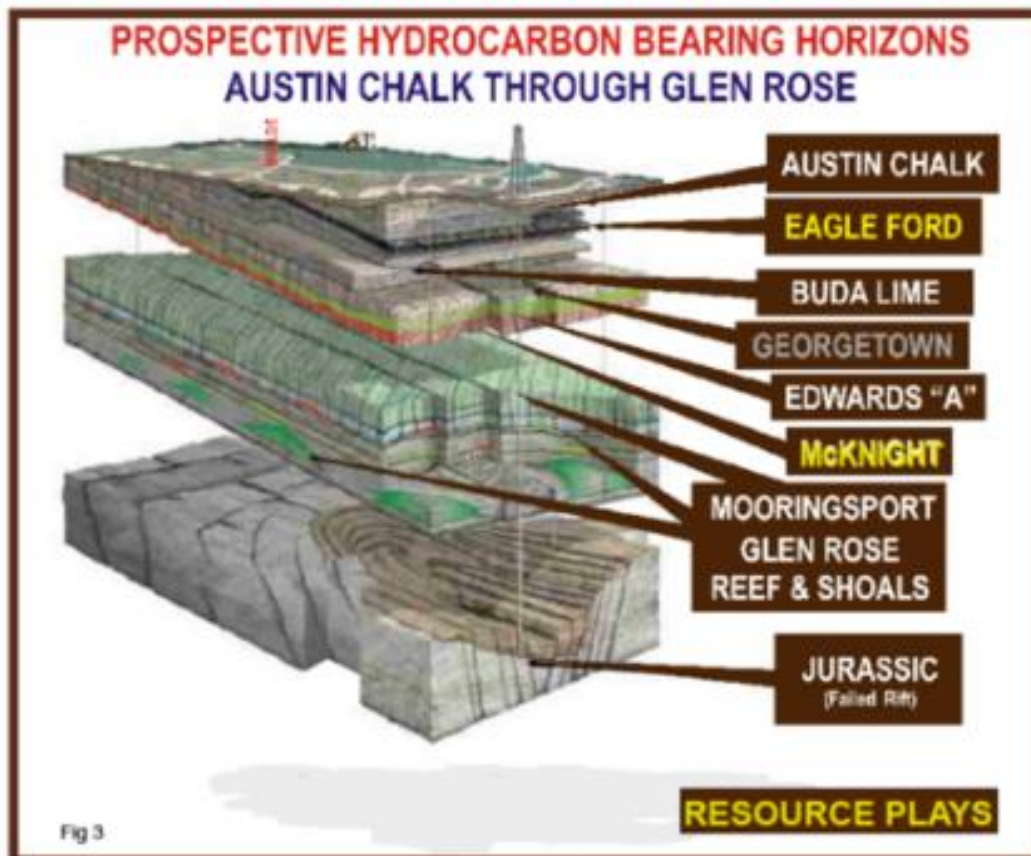 PROSPECTIVE HYDROCARBON BEARING HORIZONS
AUSTIN CHALK THROUGH GLEN ROSE
AUSTIN CHALK
EAGLE FORD
BUDA LIME
GEORGETOWN
EDWARDS “A”
McKNIGHT
MOORINGSPORT
GLEN ROSE
REEF & SHOALS
JURASSIC
(Failed Rift)
RESOURCE PLAYS
Fig 3